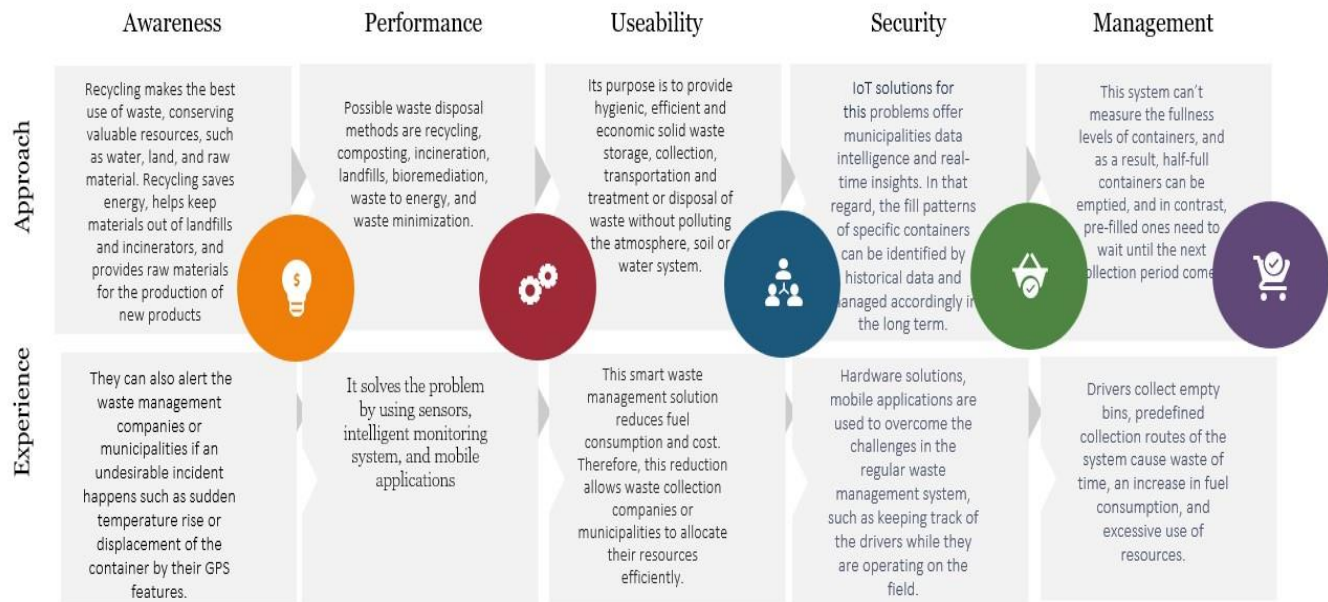 Awareness
Performance
Useability
Security
Management
Approach
Recycling makes the best
use of waste, conserving
valuable resources, such
as water, land, and raw
material. Recycling saves
energy, helps keep
materials out of landfills
and incinerators, and
provides raw materials
for the production of
new products
Possible waste disposal
methods are recycling,
composting, incineration,
landfills, bioremediation,
waste to energy, and
waste minimization.
Its purpose is to provide
hygienic, efficient and
economic solid waste
storage, collection,
transportation and
treatment or disposal of
waste without polluting
the atmosphere, soil or
water system.
IoT solutions for
this problems offer
municipalities data
intelligence and real-
time insights. In that
regard, the fill patterns
of specific containers
can be identified by
historical data and
managed accordingly in
the long term.
This system can’t
measure the fullness
levels of containers, and
as a result, half-full
containers can be
emptied, and in contrast,
pre-filled ones need to
wait until the next
collection period come
$
Experience
They can also alert the
waste management
companies or
municipalities if an
undesirable incident
happens such as sudden
temperature rise or
displacement of the
container by their GPS
features.
It solves the problem
by using sensors,
intelligent monitoring
system, and mobile
applications
This smart waste
management solution
reduces fuel
consumption and cost.
Therefore, this reduction
allows waste collection
companies or
municipalities to allocate
their resources
efficiently.
Hardware solutions,
mobile applications are
used to overcome the
challenges in the
regular waste
management system,
such as keeping track of
the drivers while they
are operating on the
field.
Drivers collect empty
bins, predefined
collection routes of the
system cause waste of
time, an increase in fuel
consumption, and
excessive use of
resources.